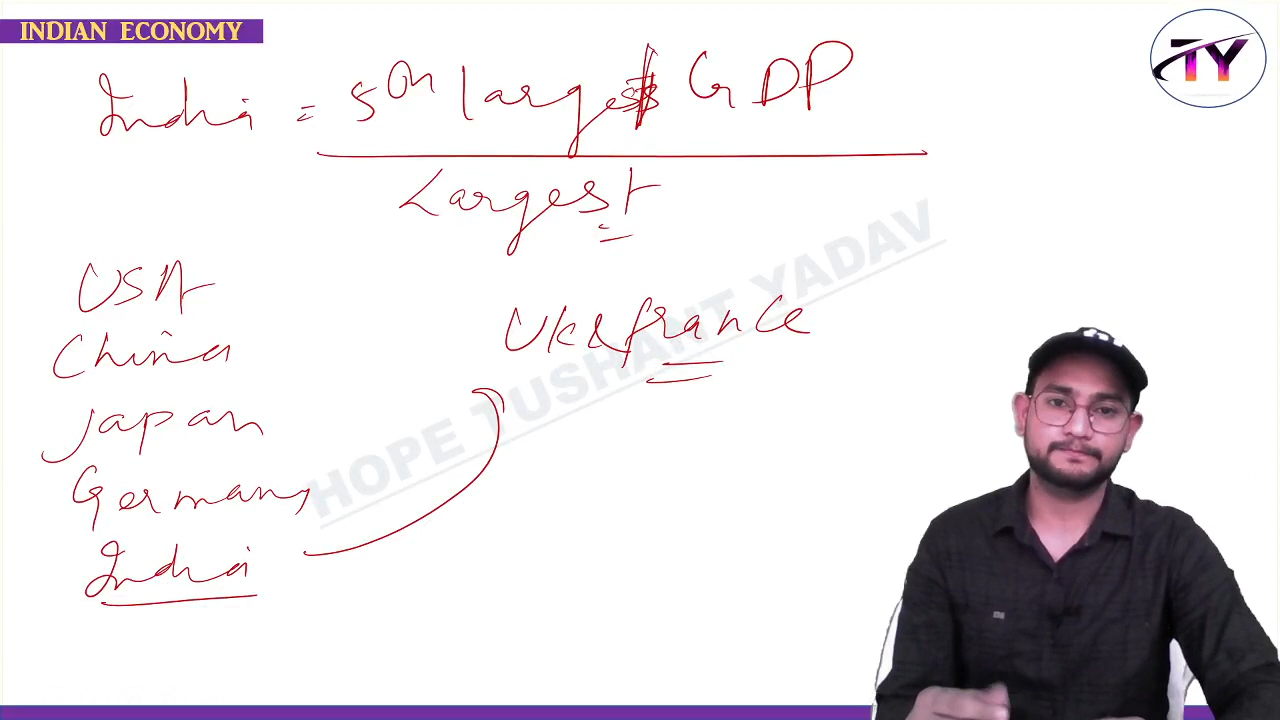 INDIAN ECONOMY
TY
India = 5th largest GDP
Largest
USA
China
UK & france
Japan
Germany
India
HOPE TUSHANT YADAV